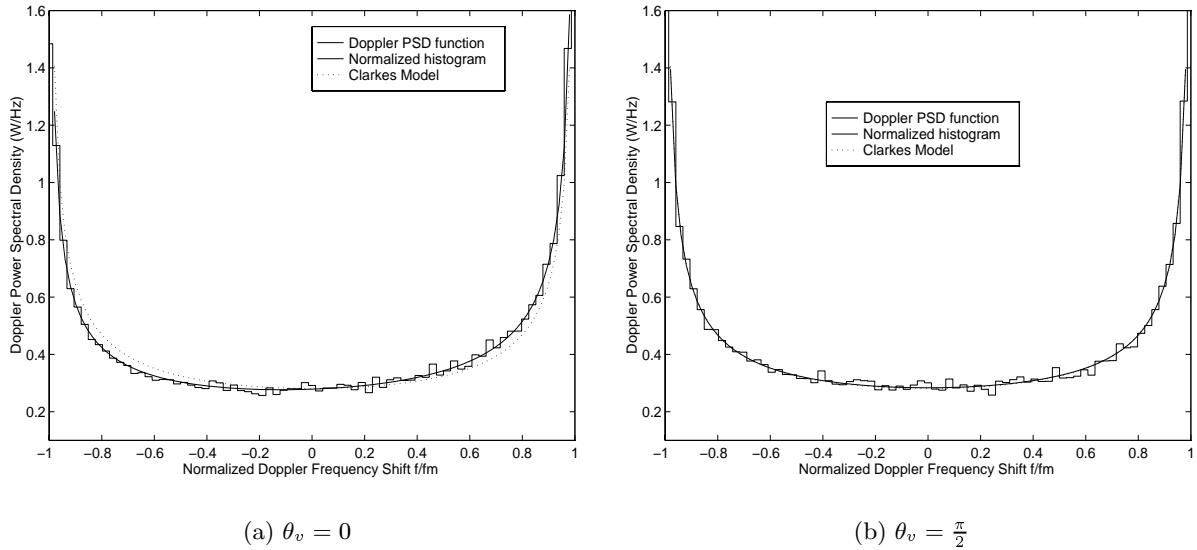 1.6
1.4
1.2
1
0.8
0.6
0.4
0.2
Doppler Power Spectral Density (W/Hz)
Doppler PSD function
Normalized histogram
Clarkes Model
−1 −0.8 −0.6 −0.4 −0.2 0 0.2 0.4 0.6 0.8 1
Normalized Doppler Frequency Shift f/fm
(a) θv = 0
1.6
1.4
1.2
1
0.8
0.6
0.4
0.2
Doppler Power Spectral Density (W/Hz)
Doppler PSD function
Normalized histogram
Clarkes Model
−1 −0.8 −0.6 −0.4 −0.2 0 0.2 0.4 0.6 0.8 1
Normalized Doppler Frequency Shift f/fm
(b) θv = π/2